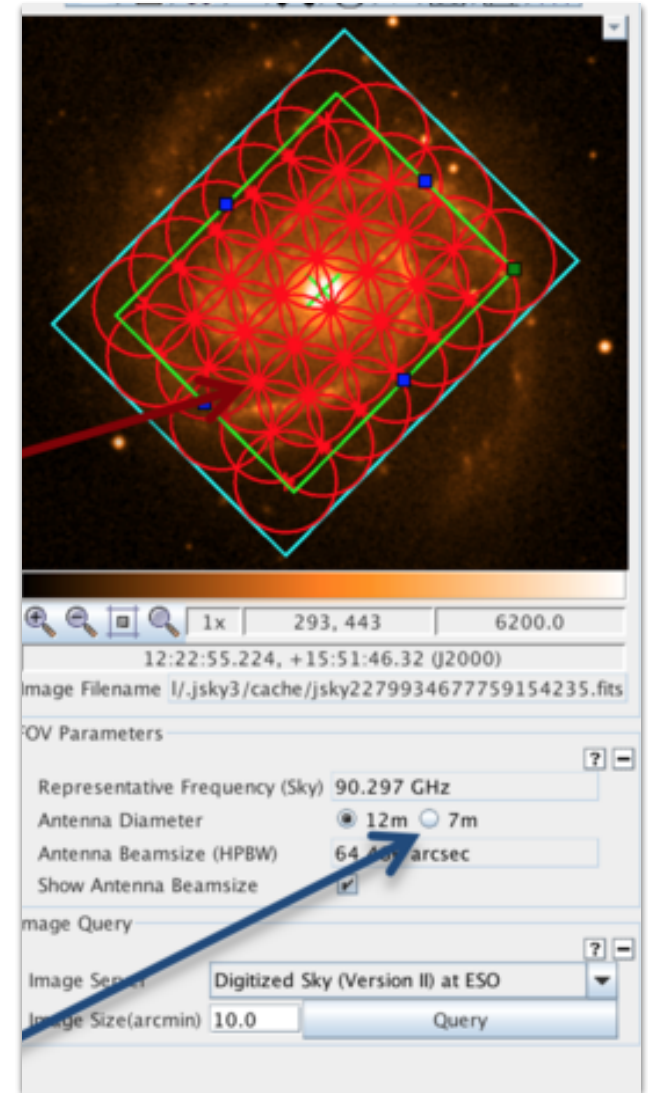 1x 293, 443 6200.0
12:22:55.224, +15:51:46.32 (J2000)
mage Filename l/.jsky3/cache/jsky2279934677759154235.fits
FOV Parameters
? −
Representative Frequency (Sky) 90.297 GHz
Antenna Diameter 12m 7m
Antenna Beamsize (HPBW) arcsec
Show Antenna Beamsize
mage Query
? −
Image Server Digitized Sky (Version II) at ESO
Image Size(arcmin) 10.0 Query